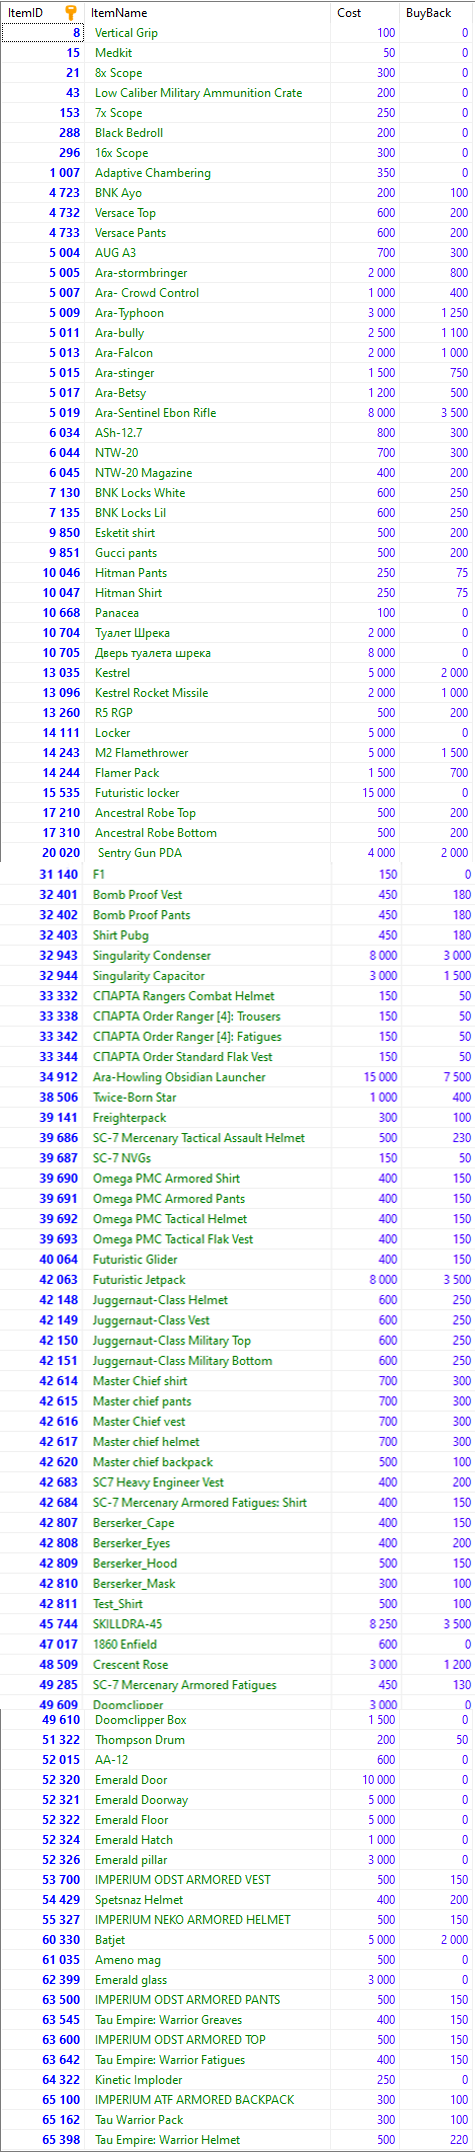 ItemID ItemName Cost BuyBack
8 Vertical Grip 100 0
15 Medkit 50 0
21 8x Scope 300 0
43 Low Caliber Military Ammunition Crate 200 0
153 7x Scope 250 0
288 Black Bedroll 200 0
296 16x Scope 300 0
1 007 Adaptive Chambering 350 0
4 723 BNK Ayo 200 100
4 732 Versace Top 600 200
4 733 Versace Pants 600 200
5 004 AUG A3 700 300
5 005 Ara-stormbringer 2 000 800
5 007 Ara- Crowd Control 1 000 400
5 009 Ara-Typhoon 3 000 1 250
5 011 Ara-bully 2 500 1 100
5 013 Ara-Falcon 2 000 1 000
5 015 Ara-stinger 1 500 750
5 017 Ara-Betsy 1 200 500
5 019 Ara-Sentinel Ebon Rifle 8 000 3 500
6 034 ASh-12.7 800 300
6 044 NTW-20 700 300
6 045 NTW-20 Magazine 400 200
7 130 BNK Locks White 600 250
7 135 BNK Locks Lil 600 250
9 850 Esketit shirt 500 200
9 851 Gucci pants 500 200
10 046 Hitman Pants 250 75
10 047 Hitman Shirt 250 75
10 668 Panacea 100 0
10 704 Туалет Шрека 2 000 0
10 705 Дверь туалета шрека 8 000 0
13 035 Kestrel 5 000 2 000
13 096 Kestrel Rocket Missile 2 000 1 000
13 260 R5 RGP 500 200
14 111 Locker 5 000 0
14 243 M2 Flamethrower 5 000 1 500
14 244 Flamer Pack 1 500 700
15 535 Futuristic locker 15 000 0
17 210 Ancestral Robe Top 500 200
17 310 Ancestral Robe Bottom 500 200
20 020 Sentry Gun PDA 4 000 2 000
31 140 F1 150 0
32 401 Bomb Proof Vest 450 180
32 402 Bomb Proof Pants 450 180
32 403 Shirt Pubg 450 180
32 943 Singularity Condenser 8 000 3 000
32 944 Singularity Capacitor 3 000 1 500
33 332 СПАРТА Rangers Combat Helmet 150 50
33 338 СПАРТА Order Ranger [4]: Trousers 150 50
33 342 СПАРТА Order Ranger [4]: Fatigues 150 50
33 344 СПАРТА Order Standard Flak Vest 150 50
34 912 Ara-Howling Obsidian Launcher 15 000 7 500
38 506 Twice-Born Star 1 000 400
39 141 Freighterpack 300 100
39 686 SC-7 Mercenary Tactical Assault Helmet 500 230
39 687 SC-7 NVGs 150 50
39 690 Omega PMC Armored Shirt 400 150
39 691 Omega PMC Armored Pants 400 150
39 692 Omega PMC Tactical Helmet 400 150
39 693 Omega PMC Tactical Flak Vest 400 150
40 064 Futuristic Glider 400 150
42 063 Futuristic Jetpack 8 000 3 500
42 148 Juggernaut-Class Helmet 600 250
42 149 Juggernaut-Class Vest 600 250
42 150 Juggernaut-Class Military Top 600 250
42 151 Juggernaut-Class Military Bottom 600 250
42 614 Master Chief shirt 700 300
42 615 Master chief pants 700 300
42 616 Master Chief vest 700 300
42 617 Master chief helmet 700 300
42 620 Master chief backpack 500 100
42 683 SC7 Heavy Engineer Vest 400 200
42 684 SC-7 Mercenary Armored Fatigues: Shirt 400 150
42 807 Berserker_Cape 400 150
42 808 Berserker_Eyes 400 200
42 809 Berserker_Hood 500 150
42 810 Berserker_Mask 300 100
42 811 Test_Shirt 500 100
45 744 SKILLDRA-45 8 250 3 500
47 017 1860 Enfield 600 0
48 509 Crescent Rose 3 000 1 200
49 285 SC-7 Mercenary Armored Fatigues 450 130
49 609 Doomclipper 3 000 0
49 610 Doomclipper Box 1 500 0
51 322 Thompson Drum 200 50
52 015 AA-12 600 0
52 320 Emerald Door 10 000 0
52 321 Emerald Doorway 5 000 0
52 322 Emerald Floor 5 000 0
52 324 Emerald Hatch 1 000 0
52 326 Emerald pillar 3 000 0
53 700 IMPERIUM ODST ARMORED VEST 500 150
54 429 Spetsnaz Helmet 400 200
55 327 IMPERIUM NEKO ARMORED HELMET 500 150
60 330 Batjet 5 000 2 000
61 035 Ameno mag 500 0
62 399 Emerald glass 3 000 0
63 500 IMPERIUM ODST ARMORED PANTS 500 150
63 545 Tau Empire: Warrior Greaves 400 150
63 600 IMPERIUM ODST ARMORED TOP 500 150
63 642 Tau Empire: Warrior Fatigues 400 150
64 322 Kinetic Imploder 250 0
65 100 IMPERIUM ATF ARMORED BACKPACK 300 100
65 162 Tau Warrior Pack 300 100
65 398 Tau Empire: Warrior Helmet 500 220